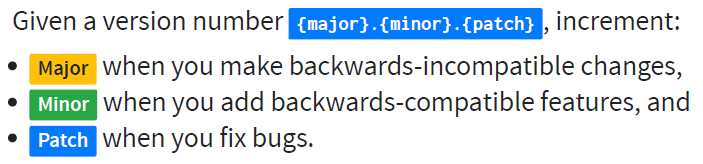 Given a version number {major}.{minor}.{patch}, increment:
• Major when you make backwards-incompatible changes,
• Minor when you add backwards-compatible features, and
• Patch when you fix bugs.